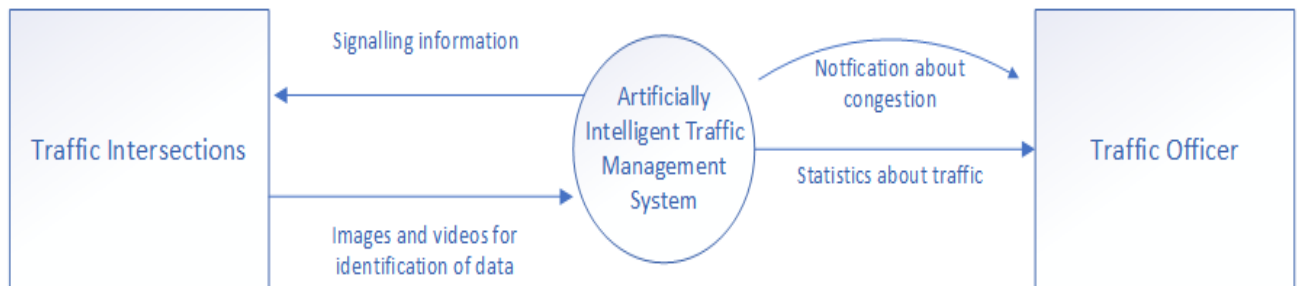 Signalling information
Traffic Intersections
Images and videos for
identification of data
Artificially
Intelligent Traffic
Management
System
Notfication about
congestion
Statistics about traffic
Traffic Officer